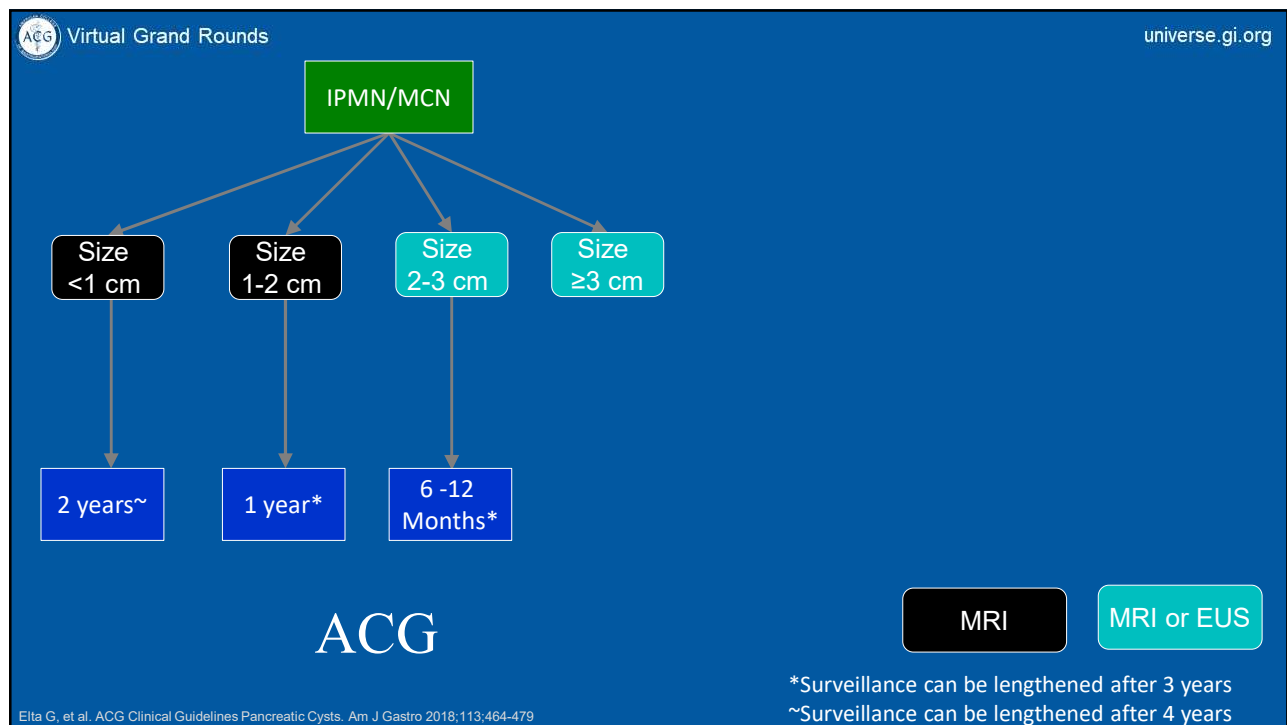 ACG
Virtual Grand Rounds
universe.gi.org
IPMN/MCN
Size
<1 cm
Size
1-2 cm
Size
2-3 cm
Size
≥3 cm
2 years~
1 year*
6 -12
Months*
ACG
MRI
MRI or EUS
*Surveillance can be lengthened after 3 years
~Surveillance can be lengthened after 4 years
Elta G, et al. ACG Clinical Guidelines Pancreatic Cysts. Am J Gastro 2018;113;464-479